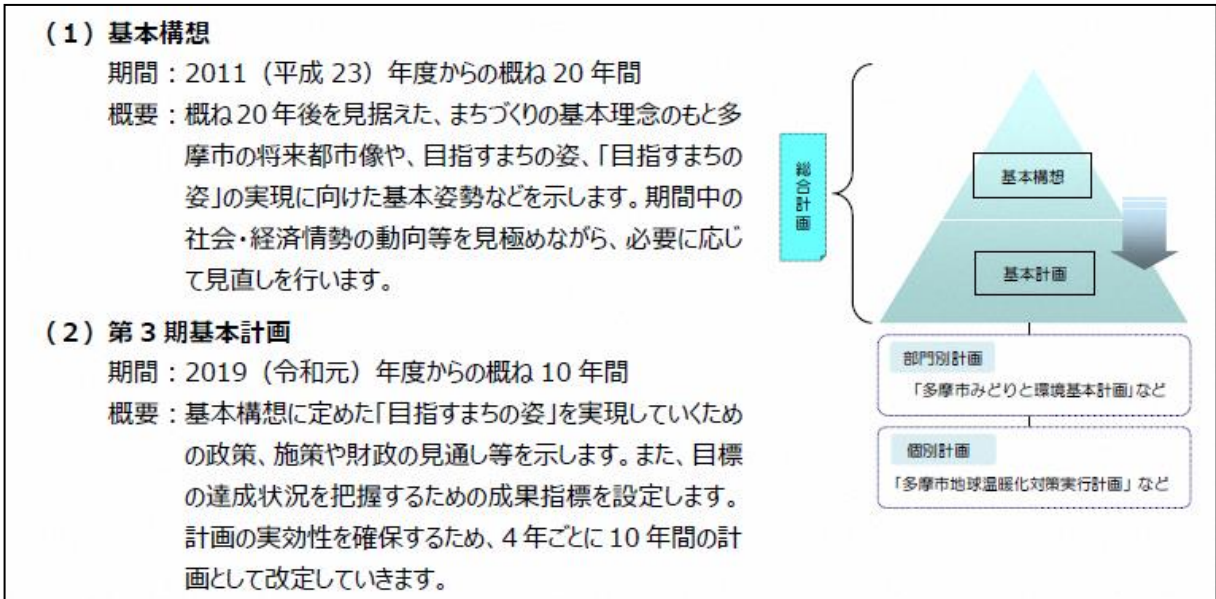 （1）基本構想
期間：2011（平成 23）年度からの概ね 20 年間
概要：概ね 20 年後を見据えた、まちづくりの基本理念のもと多
摩市の将来都市像や、目指すまちの姿、「目指すまちの
姿」の実現に向けた基本姿勢などを示します。期間中の
社会・経済情勢の動向等を見極めながら、必要に応じ
て見直しを行います。
（2）第 3 期基本計画
期間：2019（令和元）年度からの概ね 10 年間
概要：基本構想に定めた「目指すまちの姿」を実現していくため
の政策、施策や財政の見通し等を示します。また、目標
の達成状況を把握するための成果指標を設定します。
計画の実効性を確保するため、4 年ごとに 10 年間の計
画として改定していきます。
総合計画
基本構想
基本計画
部門別計画
「多摩市みどりと環境基本計画」など
個別計画
「多摩市地球温暖化対策実行計画」など